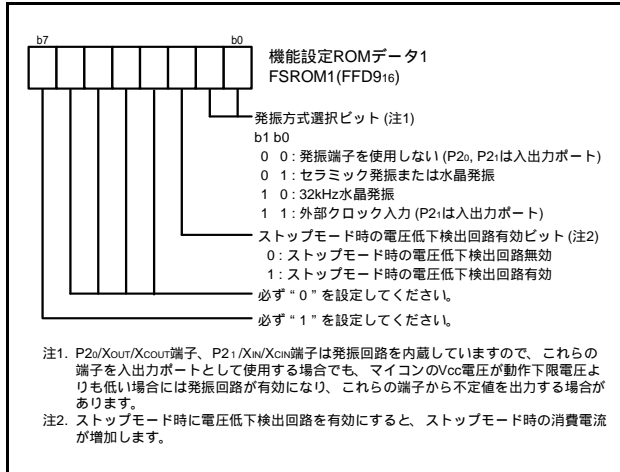 b7 b0
機能設定ROMデータ1
FSROM1(FFD916)
発振方式選択ビット (注1)
b1 b0
0 0 : 発振端子を使用しない (P20, P21は入出力ポート)
0 1 : セラミック発振または水晶発振
1 0 : 32kHz水晶発振
1 1 : 外部クロック入力 (P21は入出力ポート)
ストップモード時の電圧低下検出回路有効ビット (注2)
0 : ストップモード時の電圧低下検出回路無効
1 : ストップモード時の電圧低下検出回路有効
必ず “ 0 ” を設定してください。
必ず “ 1 ” を設定してください。
注1. P20/XOUT/XCOUT端子、P21/XIN/XCIN端子は発振回路を内蔵していますので、これらの
端子を入出力ポートとして使用する場合でも、マイコンのVcc電圧が動作下限電圧よ
りも低い場合には発振回路が有効になり、これらの端子から不定値を出力する場合が
あります。
注2. ストップモード時に電圧低下検出回路を有効にすると、ストップモード時の消費電流
が増加します。